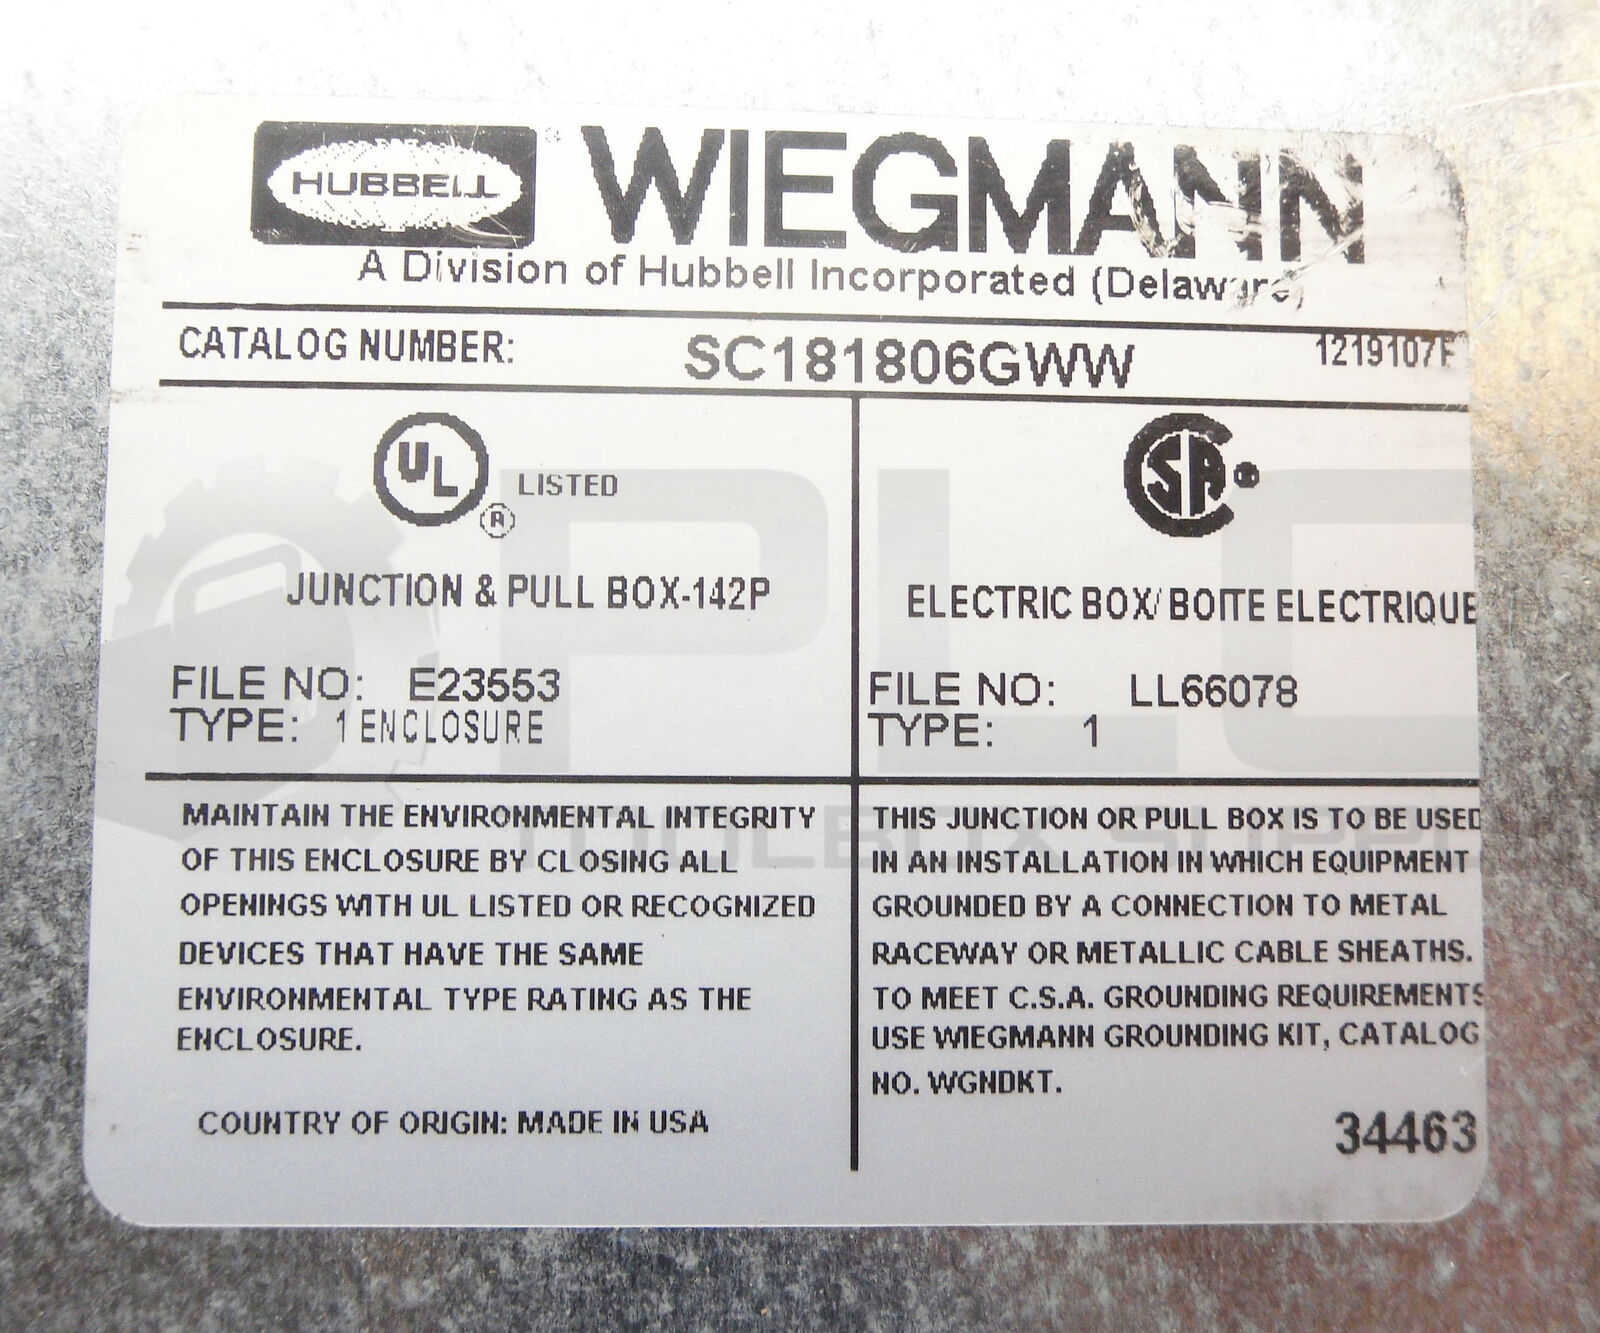 HUBBELL WIEGMANN
A Division of Hubbell Incorporated (Delaware)
CATALOG NUMBER: SC181806GWW 1219107F
UL LISTED
®
SA ®
JUNCTION & PULL BOX-142P
FILE NO: E23553
TYPE: 1 ENCLOSURE
ELECTRIC BOX/ BOITE ELECTRIQUE
FILE NO: LL66078
TYPE: 1
MAINTAIN THE ENVIRONMENTAL INTEGRITY
OF THIS ENCLOSURE BY CLOSING ALL
OPENINGS WITH UL LISTED OR RECOGNIZED
DEVICES THAT HAVE THE SAME
ENVIRONMENTAL TYPE RATING AS THE
ENCLOSURE.
COUNTRY OF ORIGIN: MADE IN USA
THIS JUNCTION OR PULL BOX IS TO BE USED
IN AN INSTALLATION IN WHICH EQUIPMENT
GROUNDED BY A CONNECTION TO METAL
RACEWAY OR METALLIC CABLE SHEATHS.
TO MEET C.S.A. GROUNDING REQUIREMENTS
USE WIEGMANN GROUNDING KIT, CATALOG
NO. WGNDKT.
34463
PLC